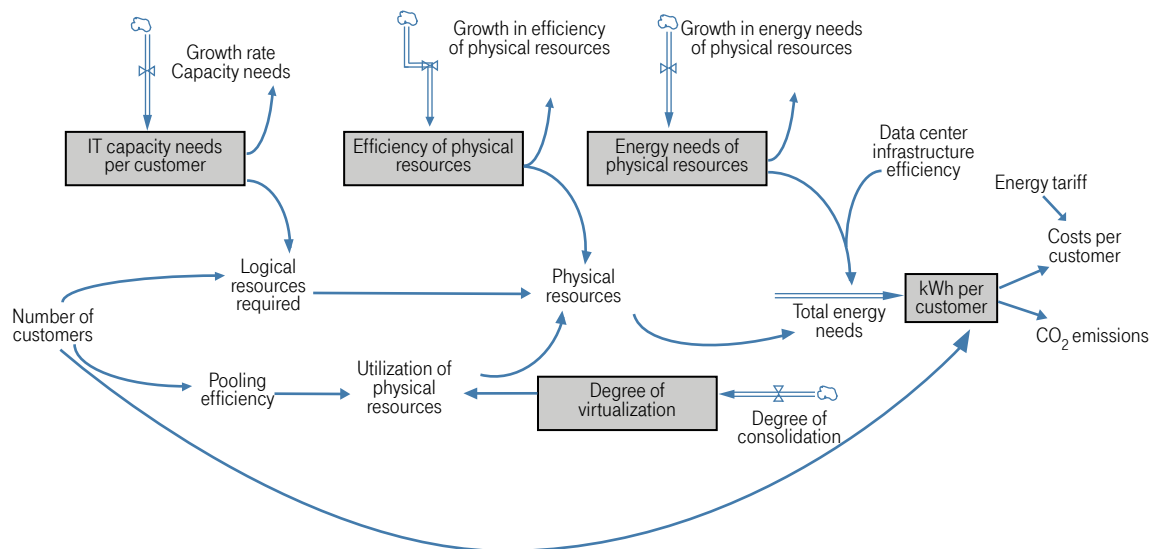 Growth rate
Capacity needs
Growth in efficiency
of physical resources
Growth in energy needs
of physical resources
IT capacity needs
per customer
Efficiency of physical
resources
Energy needs of
physical resources
Data center
infrastructure
efficiency
Energy tariff
Costs per
customer
Logical
resources
required
Physical
resources
kWh per
customer
Total energy
needs
Number of
customers
CO₂ emissions
Pooling
efficiency
Utilization of
physical
resources
Degree of
virtualization
Degree of
consolidation